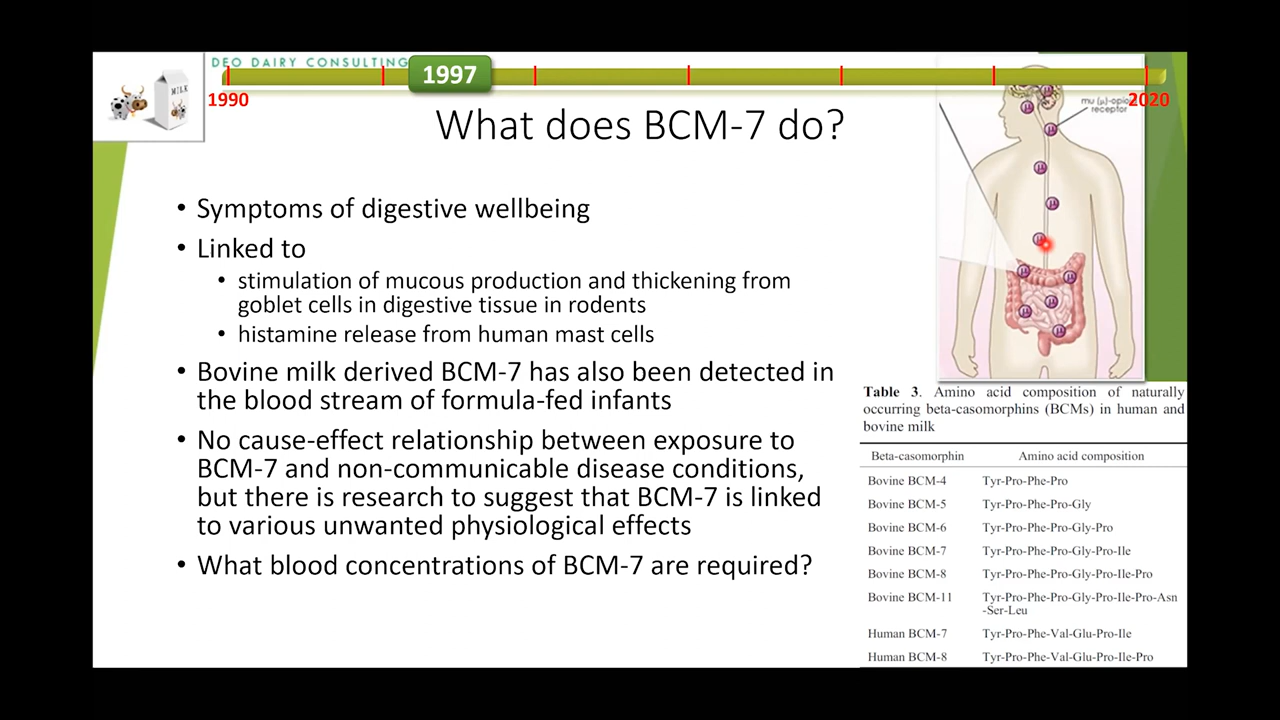 DEO DAIRY CONSULTING
1997
1990
2020
MILK
What does BCM-7 do?
• Symptoms of digestive wellbeing
• Linked to
• stimulation of mucous production and thickening from
goblet cells in digestive tissue in rodents
• histamine release from human mast cells
• Bovine milk derived BCM-7 has also been detected in
the blood stream of formula-fed infants
• No cause-effect relationship between exposure to
BCM-7 and non-communicable disease conditions,
but there is research to suggest that BCM-7 is linked
to various unwanted physiological effects
• What blood concentrations of BCM-7 are required?
mu (μ)-opio
receptor
Table 3. Amino acid composition of naturally
occurring beta-casomorphins (BCMs) in human and
bovine milk
Beta-casomorphin Amino acid composition
Bovine BCM-4 Tyr-Pro-Phe-Pro
Bovine BCM-5 Tyr-Pro-Phe-Pro-Gly
Bovine BCM-6 Tyr-Pro-Phe-Pro-Gly-Pro
Bovine BCM-7 Tyr-Pro-Phe-Pro-Gly-Pro-Ile
Bovine BCM-8 Tyr-Pro-Phe-Pro-Gly-Pro-Ile-Pro
Bovine BCM-11 Tyr-Pro-Phe-Pro-Gly-Pro-Ile-Pro-Asn
-Ser-Leu
Human BCM-7 Tyr-Pro-Phe-Val-Glu-Pro-Ile
Human BCM-8 Tyr-Pro-Phe-Val-Glu-Pro-Ile-Pro